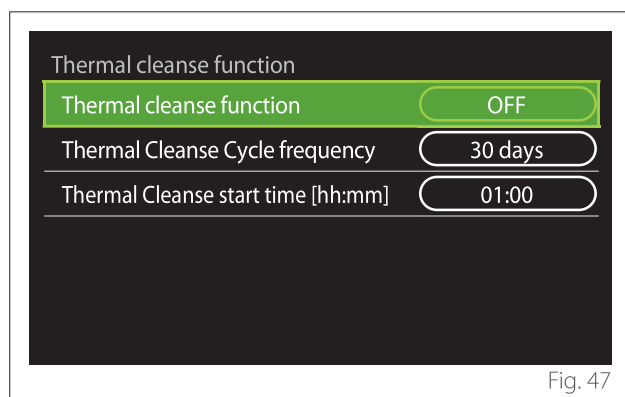 Thermal cleanse function
Thermal cleanse function OFF
Thermal Cleanse Cycle frequency 30 days
Thermal Cleanse start time [hh:mm] 01:00
Fig. 47